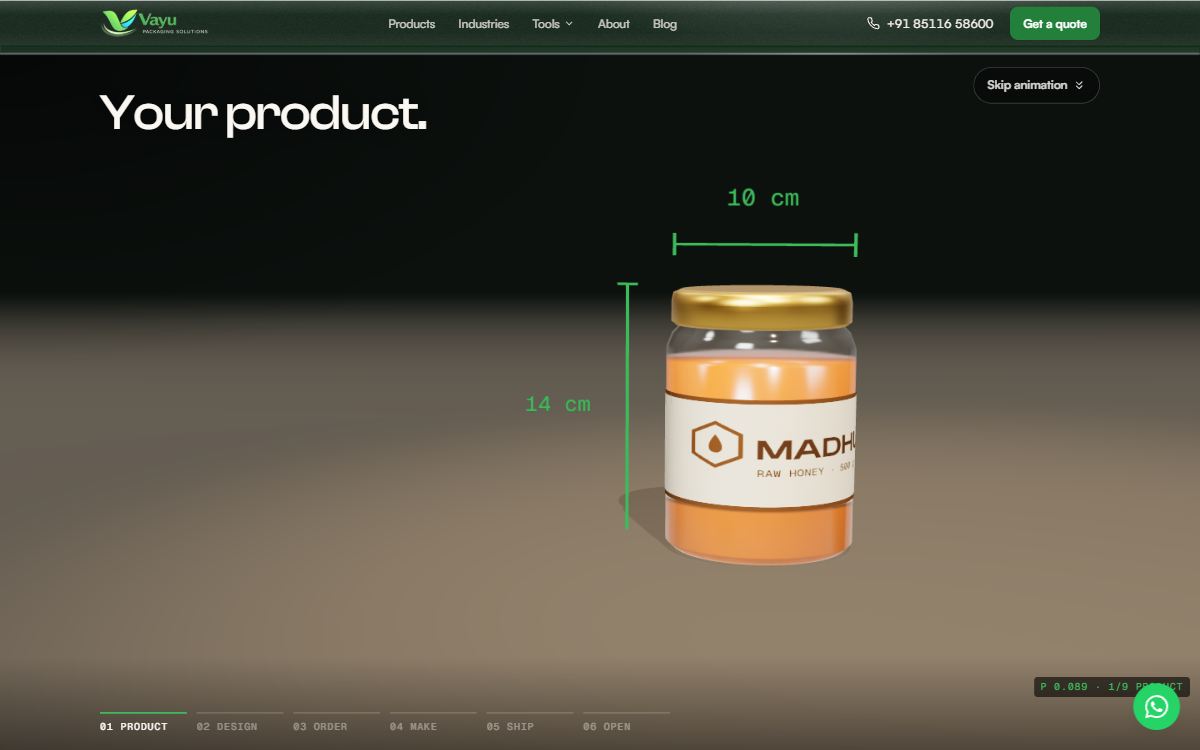 Vayu
PACKAGING SOLUTIONS
Products
Industries
Tools
About
Blog
+91 85116 58600
Get a quote
Skip animation
Your product.
10 cm
14 cm
MADHU
RAW HONEY · 500
P 0.089 · 1/9
01 PRODUCT
02 DESIGN
03 ORDER
04 MAKE
05 SHIP
06 OPEN